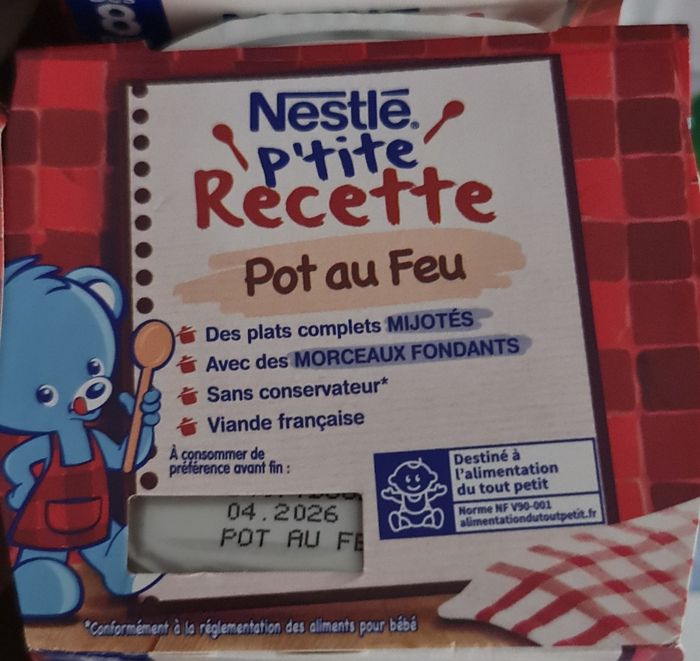 8
Nestlé
p'tite
Recette
Pot au Feu
Des plats complets MIJOTÉS
Avec des MORCEAUX FONDANTS
Sans conservateur*
Viande française
À consommer de
préférence avant fin :
04.2026
POT AU FE
Destiné à
l'alimentation
du tout petit
Norme NF V90-001
alimentationdutoutpetit.fr
*Conformément à la réglementation des aliments pour bébé